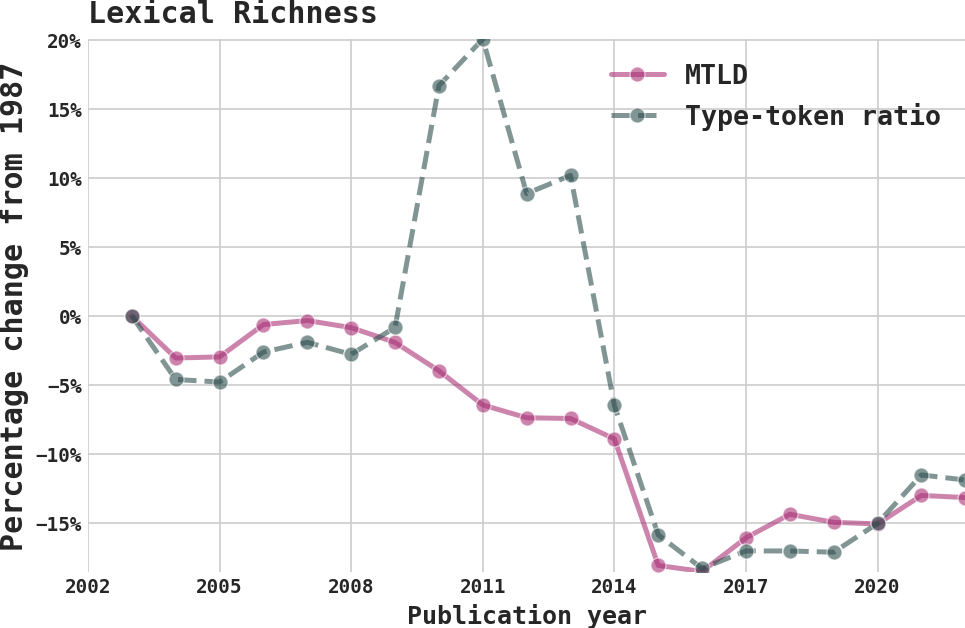 Lexical Richness
Percentage change from 1987
20%
15%
10%
5%
0%
−5%
−10%
−15%
MTLD
Type-token ratio
2002 2005 2008 2011 2014 2017 2020
Publication year